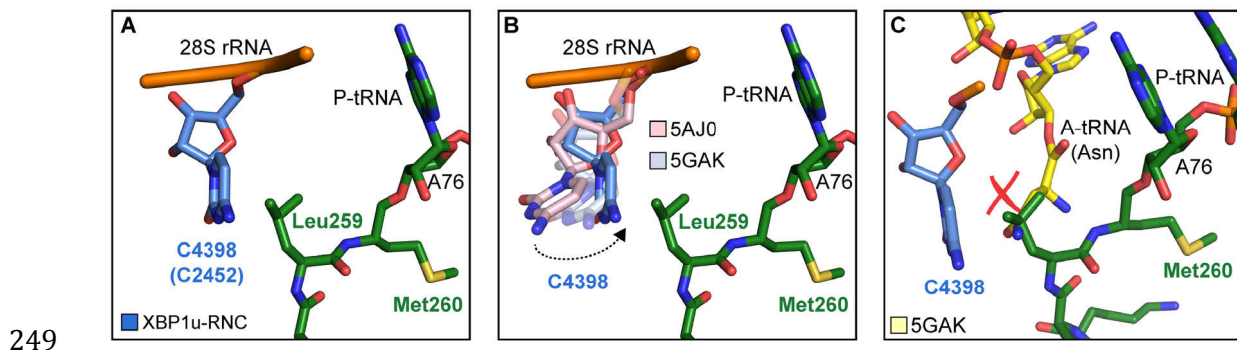 A
28S rRNA
P-tRNA
A76
Leu259
C4398
(C2452)
Met260
XBP1u-RNC
B
28S rRNA
P-tRNA
5AJ0
5GAK
A76
Leu259
C4398
Met260
C
P-tRNA
A-tRNA
(Asn)
A76
C4398
Met260
5GAK
249